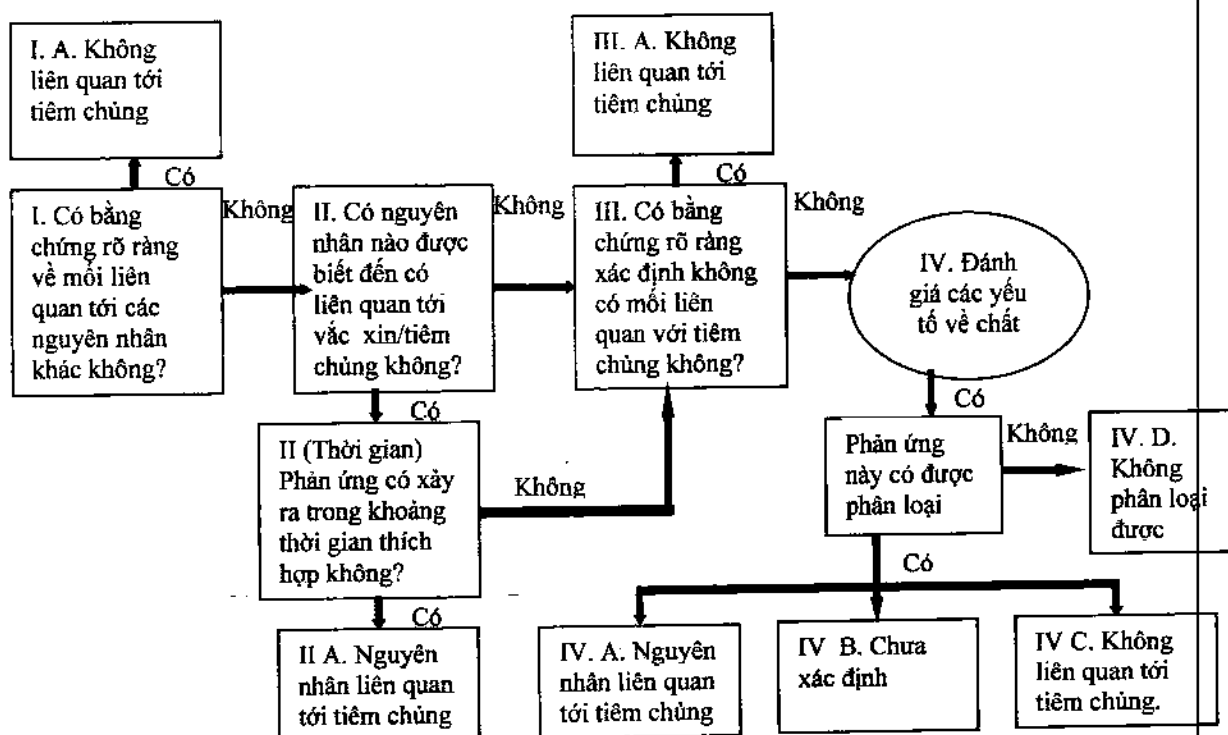 I. A. Không
liên quan tới
tiêm chủng
III. A. Không
liên quan tới
tiêm chủng
Có
Có
I. Có bằng
chứng rõ ràng
về mối liên
quan tới các
nguyên nhân
khác không?
Không
II. Có nguyên
nhân nào được
biết đến có
liên quan tới
vắc xin/tiêm
chủng không?
Không
III. Có bằng
chứng rõ ràng
xác định không
có mối liên
quan với tiêm
chủng không?
Không
IV. Đánh
giá các yếu
tố về chất
Có
II (Thời gian)
Phản ứng có xảy
ra trong khoảng
thời gian thích
hợp không?
Không
Có
Phản ứng
này có được
phân loại
Không
IV. D.
Không
phân loại
được
Có
Có
II A. Nguyên
nhân liên quan
tới tiêm chủng
IV. A. Nguyên
nhân liên quan
tới tiêm chủng
IV B. Chưa
xác định
IV C. Không
liên quan tới
tiêm chủng.